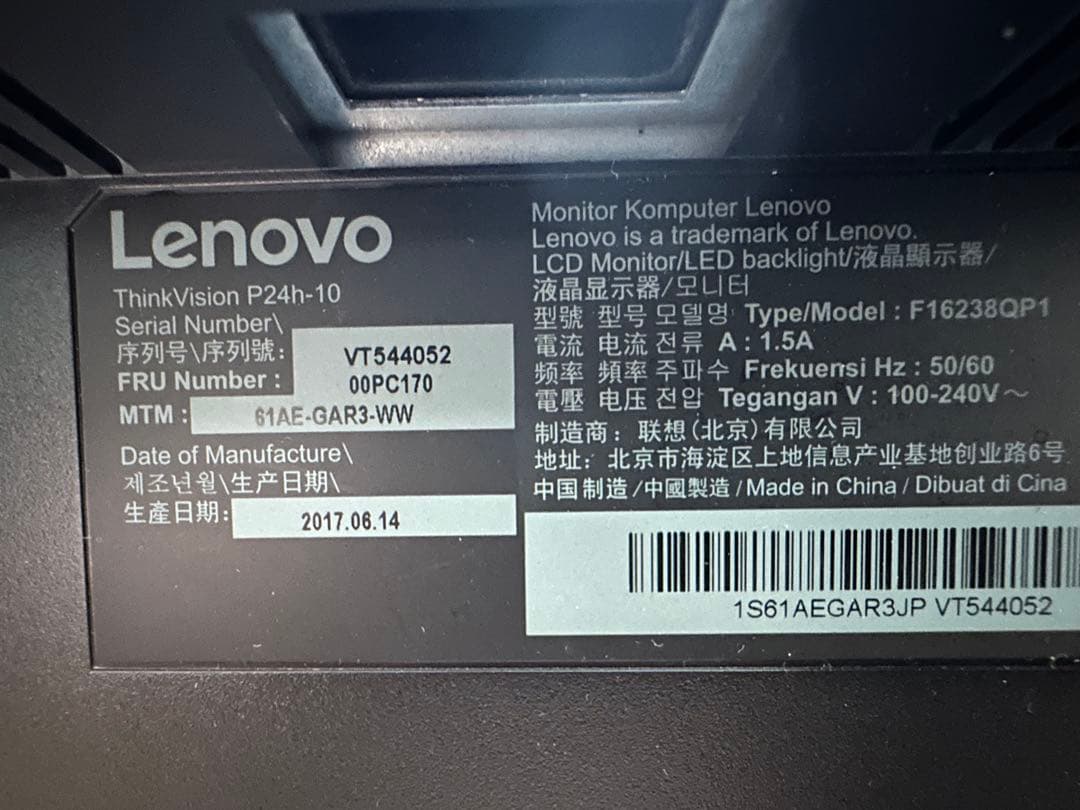 Lenovo
ThinkVision P24h-10
Serial Number\
序列号\序列號: VT544052
FRU Number : 00PC170
MTM : 61AE-GAR3-WW
Date of Manufacture\
제조년월\生产日期\
生產日期: 2017.06.14
Monitor Komputer Lenovo
Lenovo is a trademark of Lenovo.
LCD Monitor/LED backlight/液晶顯示器/
液晶显示器/모니터
型號 型号 모델명 Type/Model : F16238QP1
電流 电流 전류 A : 1.5A
频率 頻率 주파수 Frekuensi Hz : 50/60
電壓 电压 전압 Tegangan V : 100-240V～
制造商：联想(北京)有限公司
地址：北京市海淀区上地信息产业基地创业路6号
中国制造/中國製造/Made in China / Dibuat di Cina
1S61AEGAR3JP VT544052